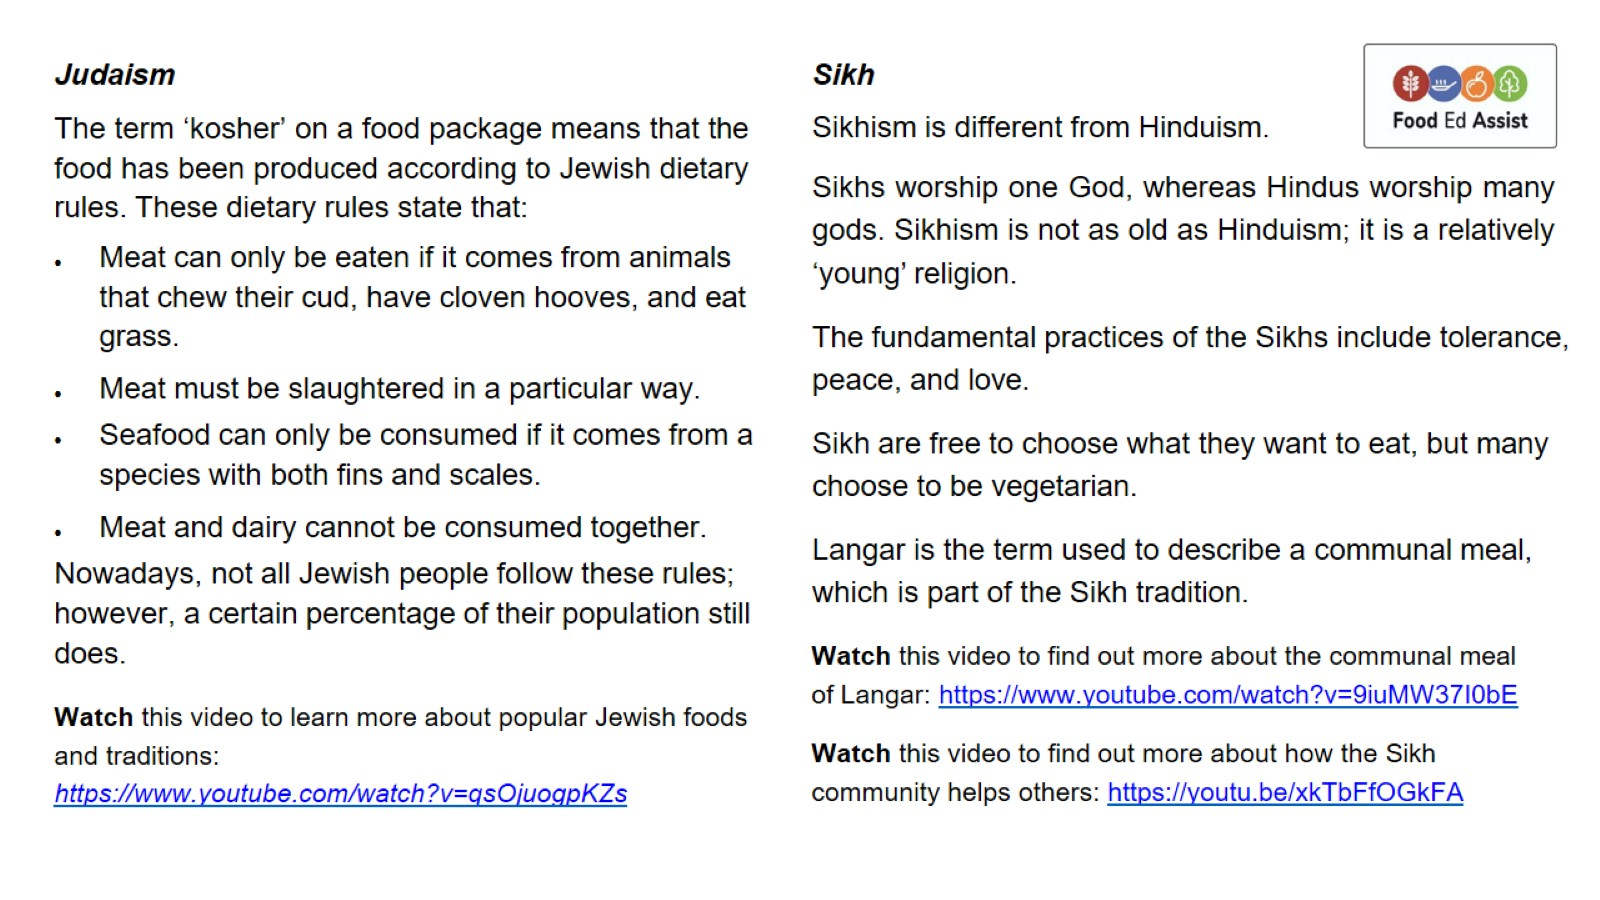 Judaism
The term ‘kosher’ on a food package means that the
food has been produced according to Jewish dietary
rules. These dietary rules state that:
• Meat can only be eaten if it comes from animals
that chew their cud, have cloven hooves, and eat
grass.
• Meat must be slaughtered in a particular way.
• Seafood can only be consumed if it comes from a
species with both fins and scales.
• Meat and dairy cannot be consumed together.
Nowadays, not all Jewish people follow these rules;
however, a certain percentage of their population still
does.
Watch this video to learn more about popular Jewish foods
and traditions:
https://www.youtube.com/watch?v=qsOjuogpKZs
Sikh
Sikhism is different from Hinduism.
Sikhs worship one God, whereas Hindus worship many
gods. Sikhism is not as old as Hinduism; it is a relatively
‘young’ religion.
The fundamental practices of the Sikhs include tolerance,
peace, and love.
Sikh are free to choose what they want to eat, but many
choose to be vegetarian.
Langar is the term used to describe a communal meal,
which is part of the Sikh tradition.
Watch this video to find out more about the communal meal
of Langar: https://www.youtube.com/watch?v=9iuMW37I0bE
Watch this video to find out more about how the Sikh
community helps others: https://youtu.be/xkTbFfOGkFA
Food Ed Assist